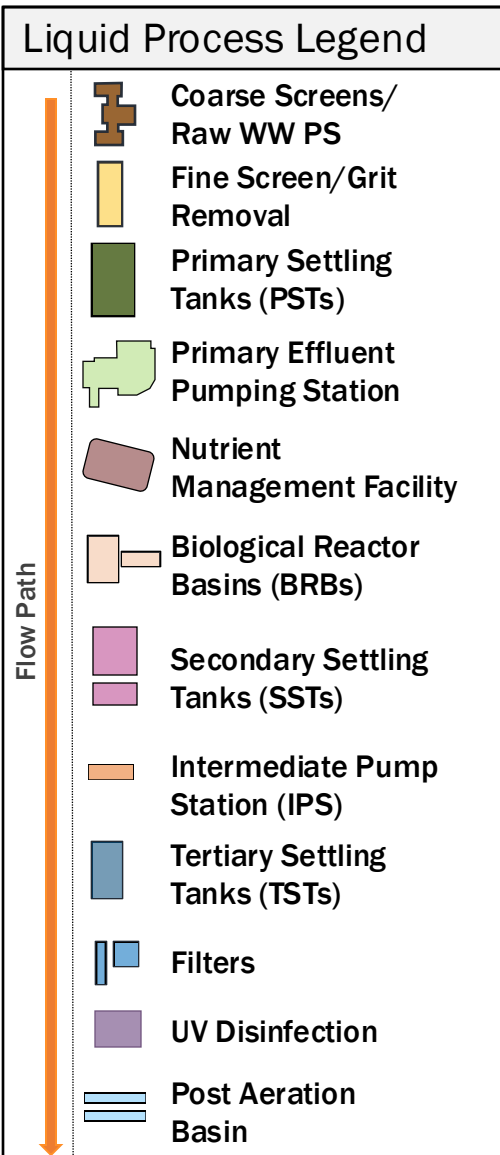 Liquid Process Legend
Coarse Screens/
Raw WW PS
Fine Screen/Grit
Removal
Primary Settling
Tanks (PSTs)
Primary Effluent
Pumping Station
Nutrient
Management Facility
Biological Reactor
Basins (BRBs)
Flow Path
Secondary Settling
Tanks (SSTs)
Intermediate Pump
Station (IPS)
Tertiary Settling
Tanks (TSTs)
Filters
UV Disinfection
Post Aeration
Basin